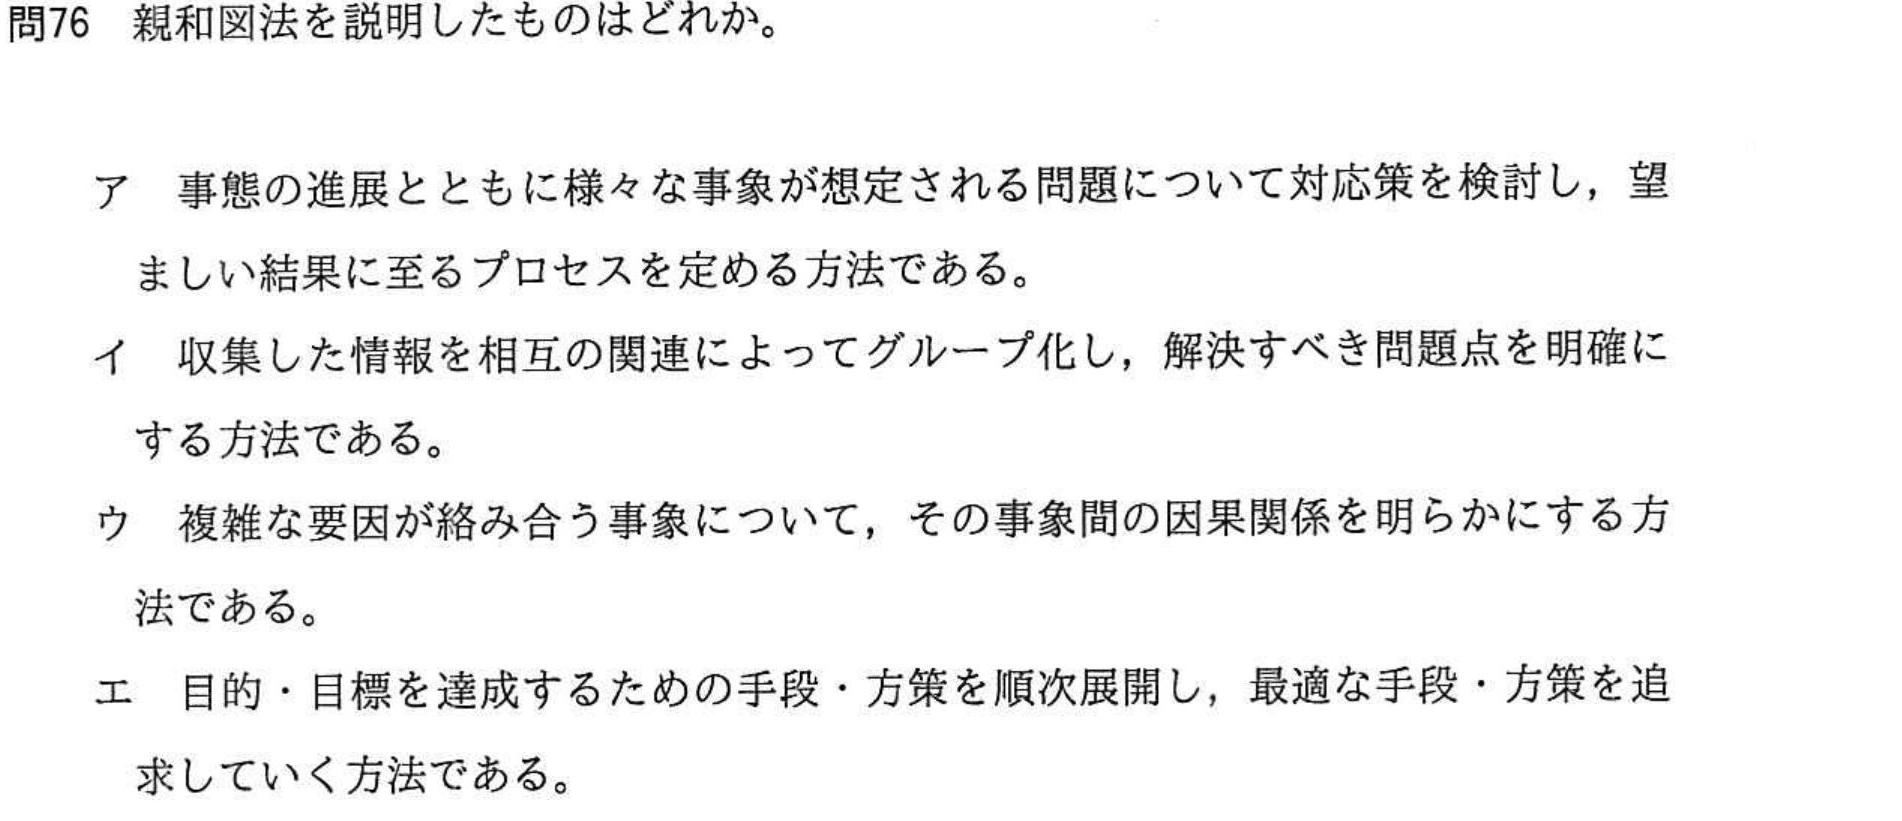 問76 親和図法を説明したものはどれか。
ア 事態の進展とともに様々な事象が想定される問題について対応策を検討し，望
ましい結果に至るプロセスを定める方法である。
イ 収集した情報を相互の関連によってグループ化し，解決すべき問題点を明確に
する方法である。
ウ 複雑な要因が絡み合う事象について，その事象間の因果関係を明らかにする方
法である。
エ 目的・目標を達成するための手段・方策を順次展開し，最適な手段・方策を追
求していく方法である。